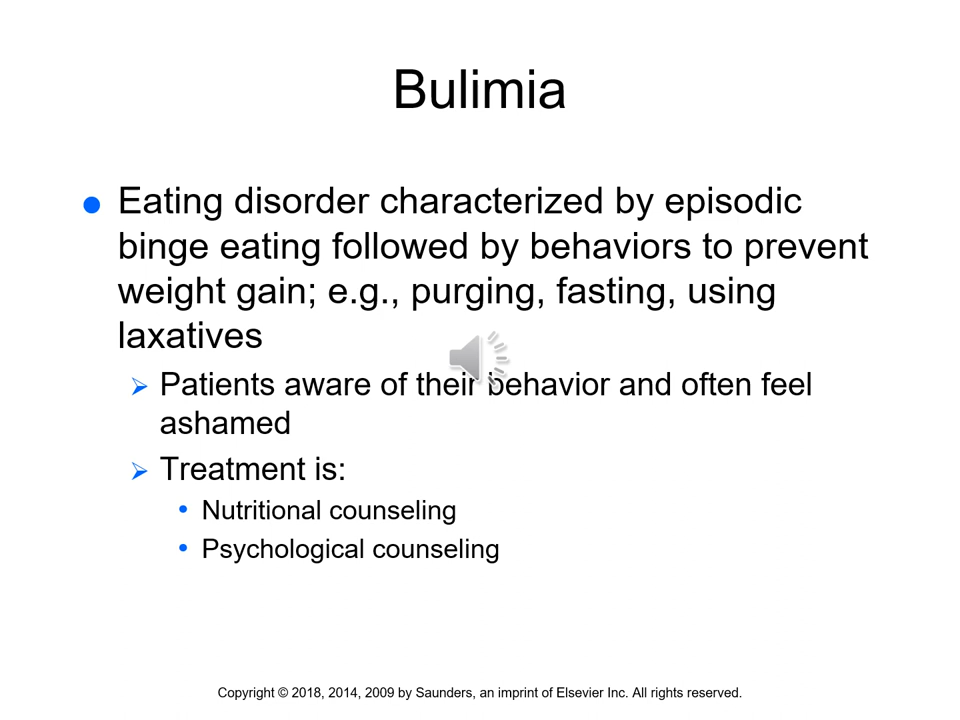 Bulimia
Eating disorder characterized by episodic
binge eating followed by behaviors to prevent
weight gain; e.g., purging, fasting, using
laxatives
Patients aware of their behavior and often feel
ashamed
Treatment is:
Nutritional counseling
Psychological counseling
Copyright © 2018, 2014, 2009 by Saunders, an imprint of Elsevier Inc. All rights reserved.